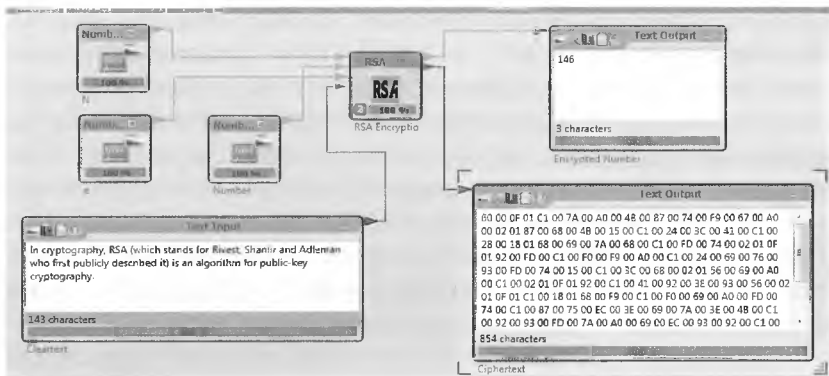 Numb...
100 %
N
Numb...
100 %
e
Numb...
100 %
Number
RSA
RSA
2 100 %
RSA Encryptio
Text Output
146
3 characters
Encrypted Number
Text Input
In cryptography, RSA (which stands for Rivest, Shamir and Adleman
who first publicly described it) is an algorithm for public-key
cryptography.
143 characters
Cleartext
Text Output
60 00 0F 01 C1 00 7A 00 A0 00 4B 00 87 00 74 00 F9 00 67 00 A0
00 02 01 87 00 68 00 4B 00 15 00 C1 00 24 00 3C 00 41 00 C1 00
28 00 18 01 68 00 69 00 7A 00 68 00 C1 00 FD 00 74 00 02 01 0F
01 92 00 FD 00 C1 00 F0 00 F9 00 A0 00 C1 00 24 00 69 00 76 00
93 00 FD 00 74 00 15 00 C1 00 3C 00 68 00 02 01 56 00 69 00 A0
00 C1 00 02 01 0F 01 92 00 C1 00 41 00 92 00 3E 00 93 00 56 00 02
01 0F 01 C1 00 18 01 68 00 F9 00 C1 00 F0 00 69 00 A0 00 FD 00
74 00 C1 00 87 00 75 00 EC 00 3E 00 69 00 7A 00 3E 00 4B 00 C1
00 92 00 93 00 FD 00 7A 00 A0 00 69 00 EC 00 93 00 92 00 C1 00
854 characters
Ciphertext